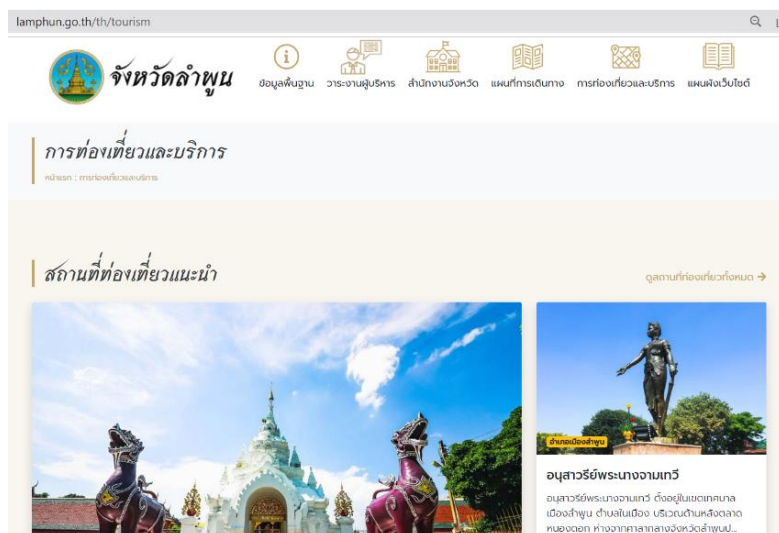 lamphun.go.th/th/tourism
จังหวัดลำพูน
ข้อมูลพื้นฐาน
วาระงานผู้บริหาร
สำนักงานจังหวัด
แผนที่การเดินทาง
การท่องเที่ยวและบริการ
แผนผังเว็บไซต์
การท่องเที่ยวและบริการ
หน้าแรก : การท่องเที่ยวและบริการ
สถานที่ท่องเที่ยวแนะนำ
ดูสถานที่ท่องเที่ยวทั้งหมด →
อำเภอเมืองลำพูน
อนุสาวรีย์พระนางจามเทวี
อนุสาวรีย์พระนางจามเทวี ตั้งอยู่ในเขตเทศบาล
เมืองลำพูน ตำบลในเมือง บริเวณด้านหลังตลาด
หนองดอก ห่างจากศาลากลางจังหวัดลำพูนป...